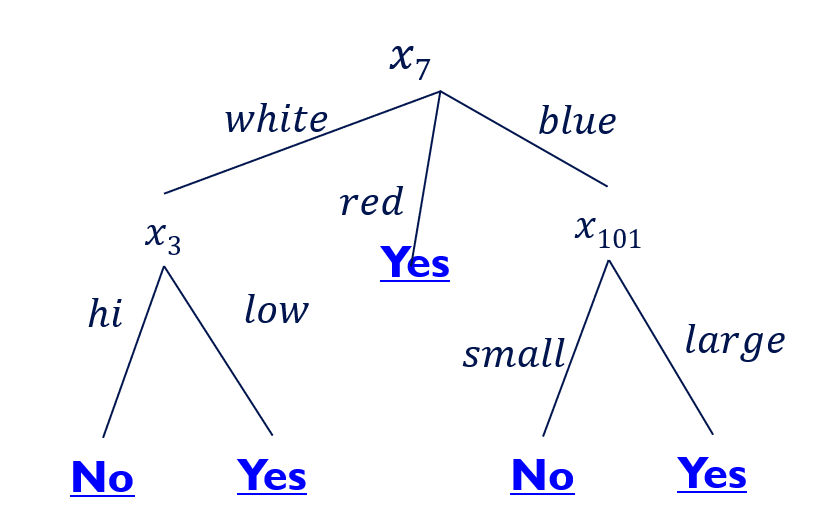 x₇
white
blue
red
x₃
Yes
x₁₀₁
hi
low
small
large
No
Yes
No
Yes